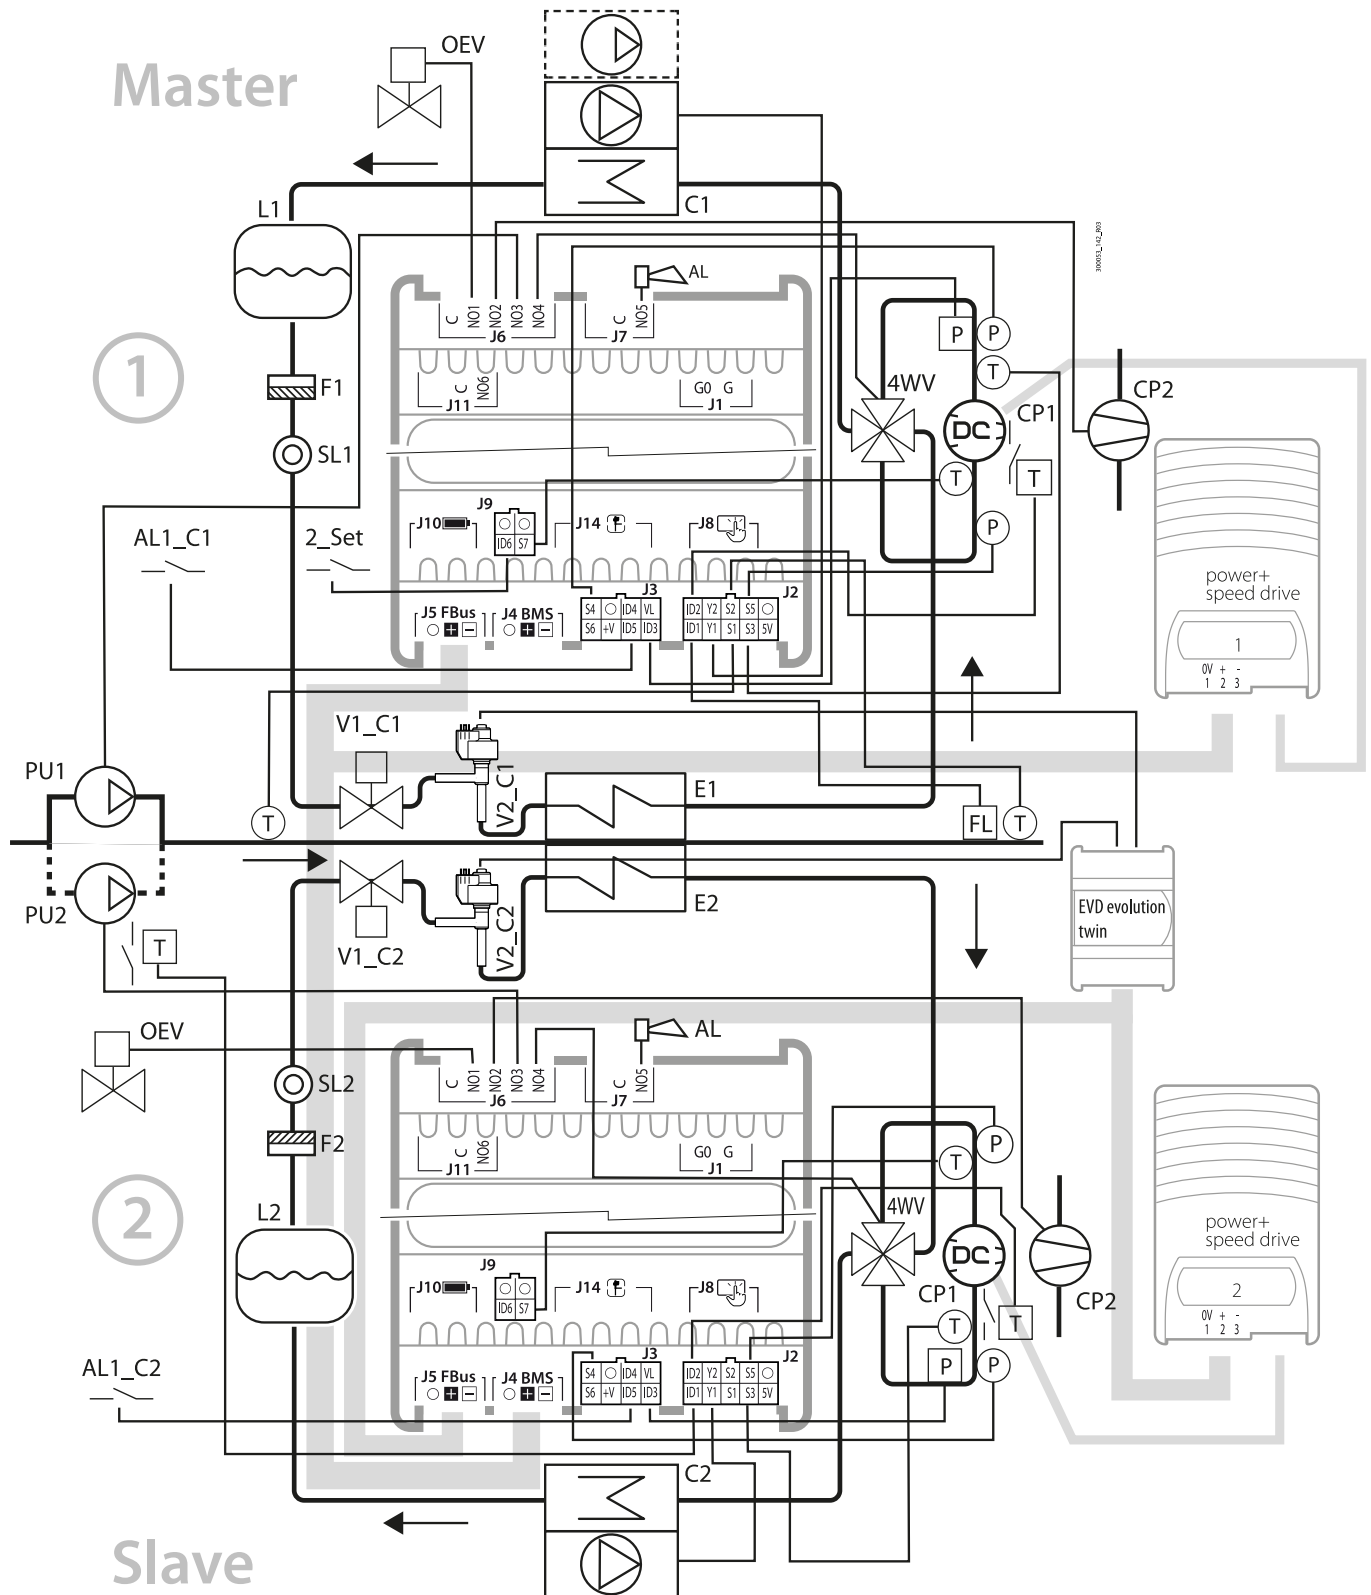 Master
OEV
C1
L1
300053_142_R03
AL
C
NO1
NO2
NO3
NO4
J6
C
NO5
J7
P
P
T
1
F1
C
NO6
J11
G0 G
J1
4WV
CP1
DC
CP2
SL1
T
T
J9
J10
ID6 S7
J14
J8
P
AL1_C1
2_Set
J3
J2
J5 FBus
J4 BMS
S4 ID4 VL
S6 +V ID5 ID3
ID2 Y2 S2 S5
ID1 Y1 S1 S3 5V
power+
speed drive
1
0V + -
1 2 3
V1_C1
V2_C1
PU1
T
E1
FL
T
PU2
T
V1_C2
V2_C2
E2
EVD evolution
twin
OEV
AL
C
NO1
NO2
NO3
NO4
J6
C
NO5
J7
SL2
F2
C
NO6
J11
G0 G
J1
T
P
2
L2
4WV
DC
CP1
CP2
J9
J10
ID6 S7
J14
J8
T
T
power+
speed drive
2
0V + -
1 2 3
AL1_C2
J3
J2
J5 FBus
J4 BMS
S4 ID4 VL
S6 +V ID5 ID3
ID2 Y2 S2 S5
ID1 Y1 S1 S3 5V
P
P
C2
Slave